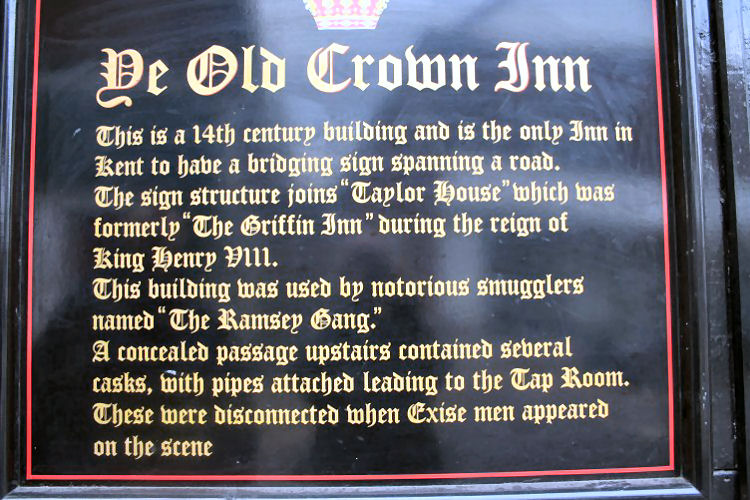 Ye Old Crown Inn
This is a 14th century building and is the only Inn in
Kent to have a bridging sign spanning a road.
The sign structure joins "Taylor House" which was
formerly "The Griffin Inn" during the reign of
King Henry VIII.
This building was used by notorious smugglers
named "The Ramsey Gang."
A concealed passage upstairs contained several
casks, with pipes attached leading to the Tap Room.
These were disconnected when Exise men appeared
on the scene